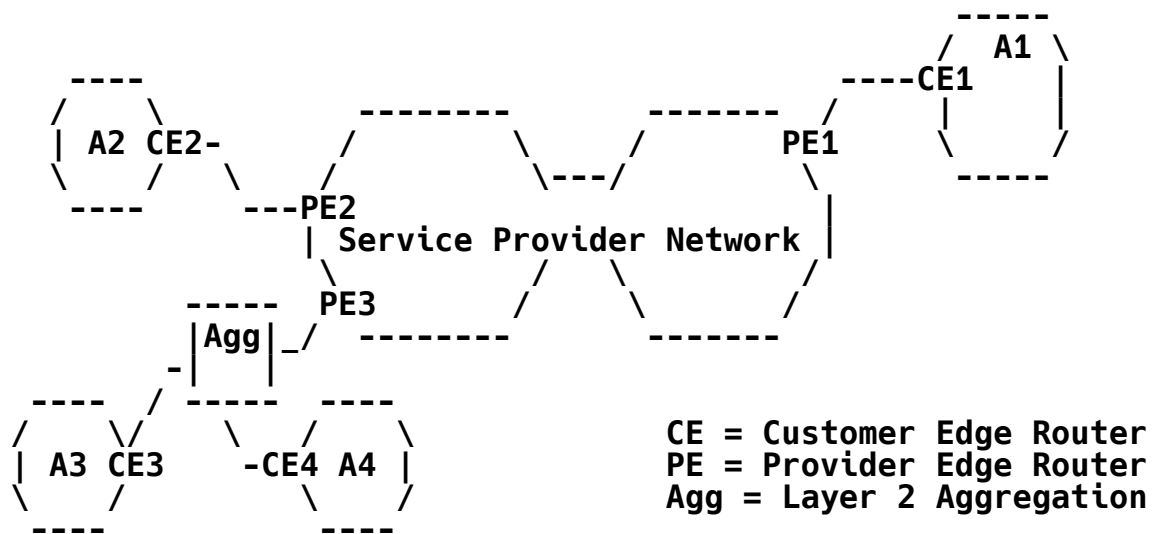 A1
CE1
A2 CE2
PE1
PE2
Service Provider Network
PE3
Agg
CE = Customer Edge Router
A3 CE3 CE4 A4 PE = Provider Edge Router
Agg = Layer 2 Aggregation